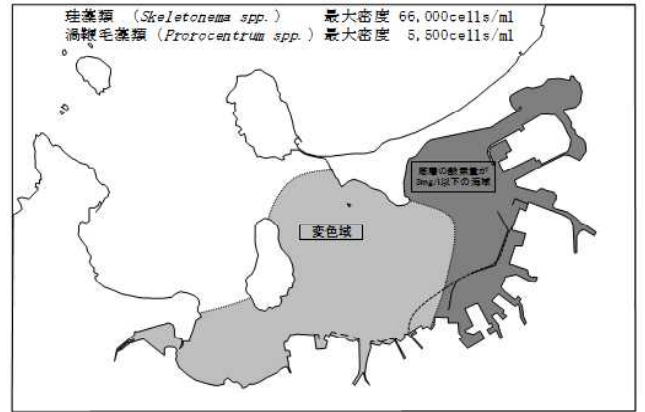 珪藻類 (Skeletonema spp.) 最大密度 66,000cells/ml
渦鞭毛藻類 (Prorocentrum spp.) 最大密度 5,500cells/ml
底層の酸素量が
3mg/l以下の海域
変色域